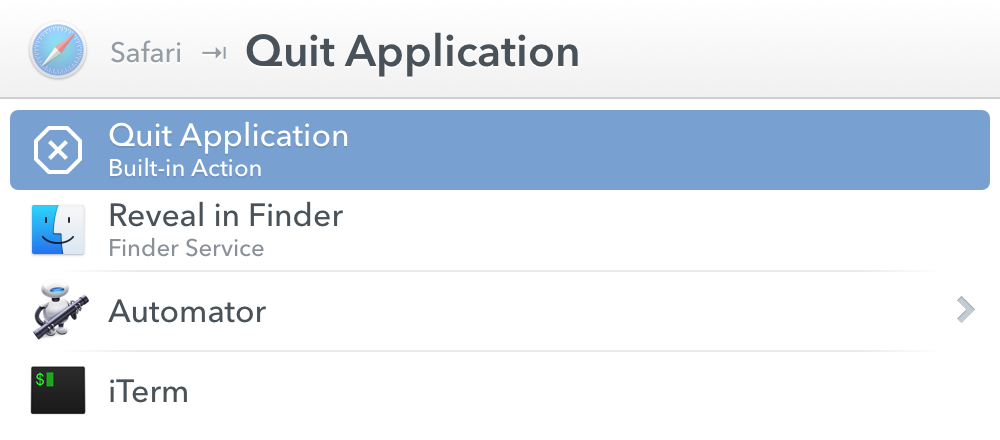 Safari ⇥ Quit Application
Quit Application
Built-in Action
Reveal in Finder
Finder Service
Automator
$
iTerm